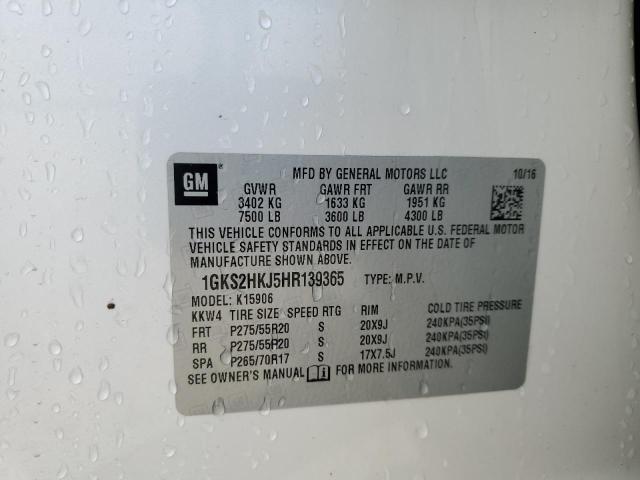 GM
MFD BY GENERAL MOTORS LLC 10/16
GVWR GAWR FRT GAWR RR
3402 KG 1633 KG 1951 KG
7500 LB 3600 LB 4300 LB
THIS VEHICLE CONFORMS TO ALL APPLICABLE U.S. FEDERAL MOTOR
VEHICLE SAFETY STANDARDS IN EFFECT ON THE DATE OF
MANUFACTURE SHOWN ABOVE.
1GKS2HKJ5HR139365 TYPE: M.P.V.
MODEL: K15906
KKW4 TIRE SIZE SPEED RTG RIM COLD TIRE PRESSURE
FRT P275/55R20 S 20X9J 240KPA(35PSI)
RR P275/55R20 S 20X9J 240KPA(35PSI)
SPA P265/70R17 S 17X7.5J 240KPA(35PSI)
SEE OWNER'S MANUAL FOR MORE INFORMATION.